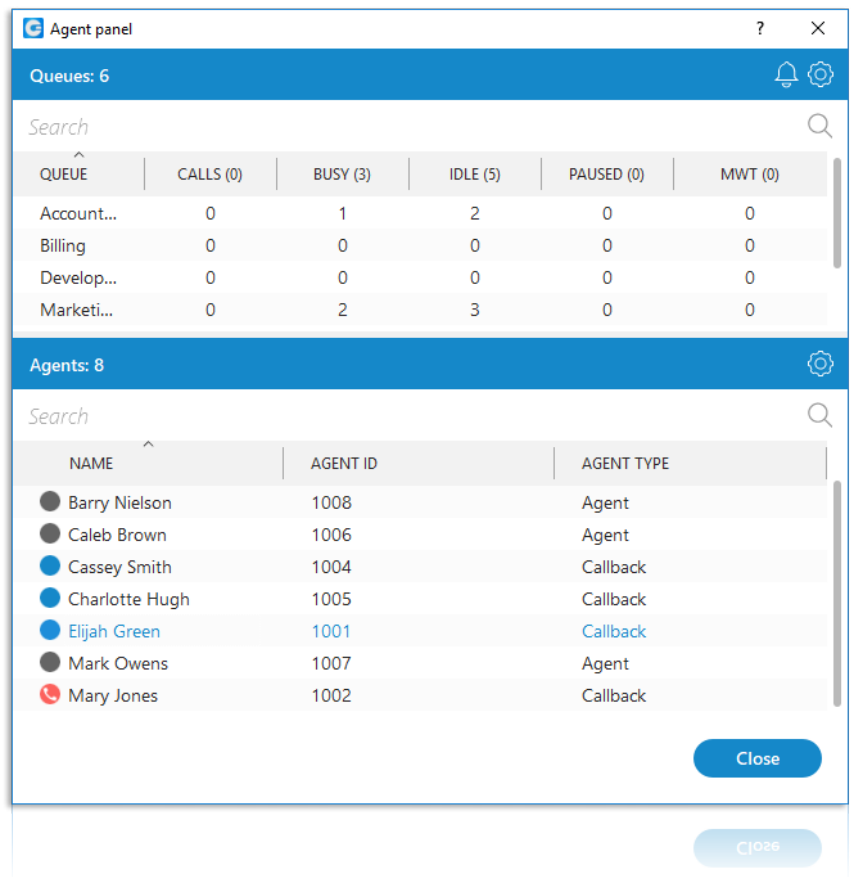 Agent panel ?
Queues: 6
Search
QUEUE CALLS (0) BUSY (3) IDLE (5) PAUSED (0) MWT (0)
Account... 0 1 2 0 0
Billing 0 0 0 0 0
Develop... 0 0 0 0 0
Marketi... 0 2 3 0 0
Agents: 8
Search
NAME AGENT ID AGENT TYPE
Barry Nielson 1008 Agent
Caleb Brown 1006 Agent
Cassey Smith 1004 Callback
Charlotte Hugh 1005 Callback
Elijah Green 1001 Callback
Mark Owens 1007 Agent
Mary Jones 1002 Callback
Close
Close